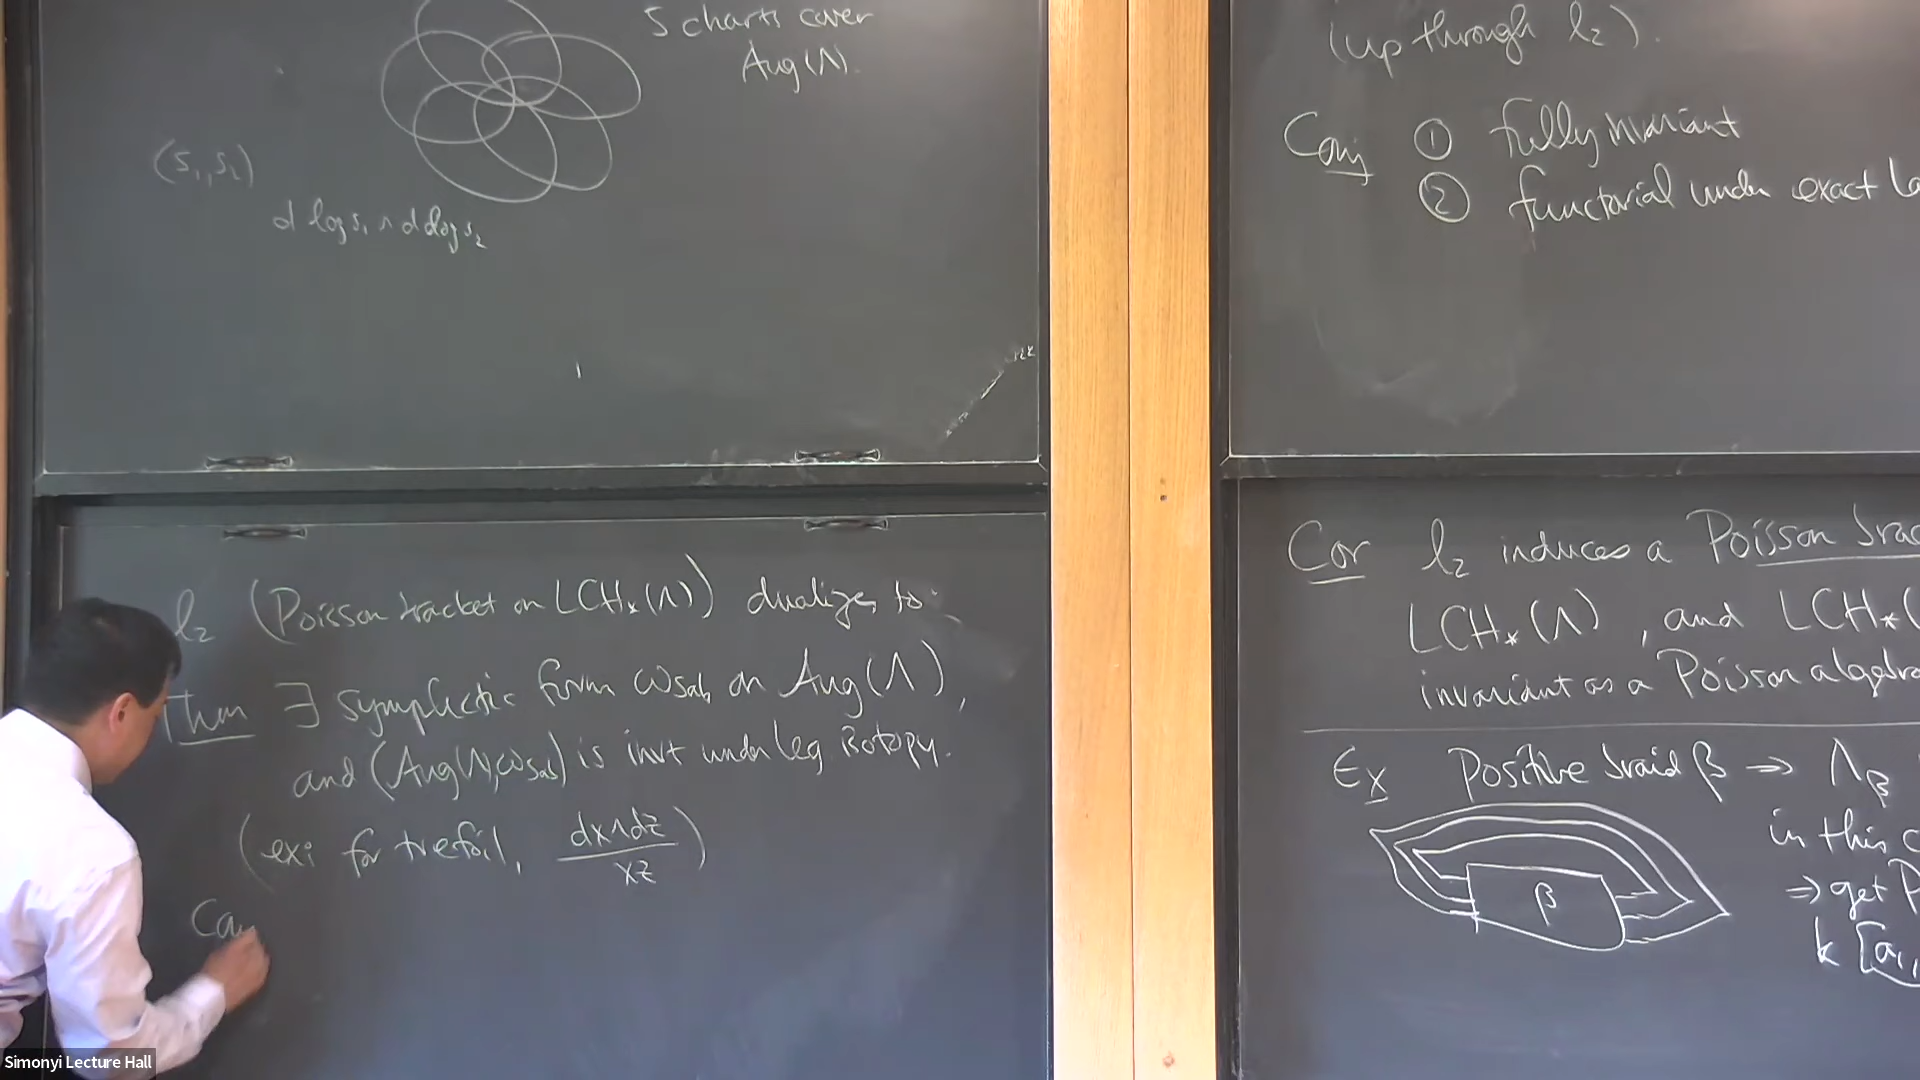 5 charts cover
Aug(Λ).
(s₁, s₂)
d log s₁ ∧ d log s₂
l₂ (Poisson bracket on LCH*(Λ)) dualizes to:
Thm ∃ symplectic form ω on Aug(Λ),
and (Aug(Λ), ω) is invt under Leg isotopy.
(ex: for trefoil, dx∧dz / xz)
Con
(up through l₂).
Conj ① fully invariant
② functorial under exact La
Cor l₂ induces a Poisson brac
LCH*(Λ), and LCH*(
invariant as a Poisson algebra
Ex Positive braid β → Λβ
in this c
⇒ get P
k [a₁,
β
Simonyi Lecture Hall